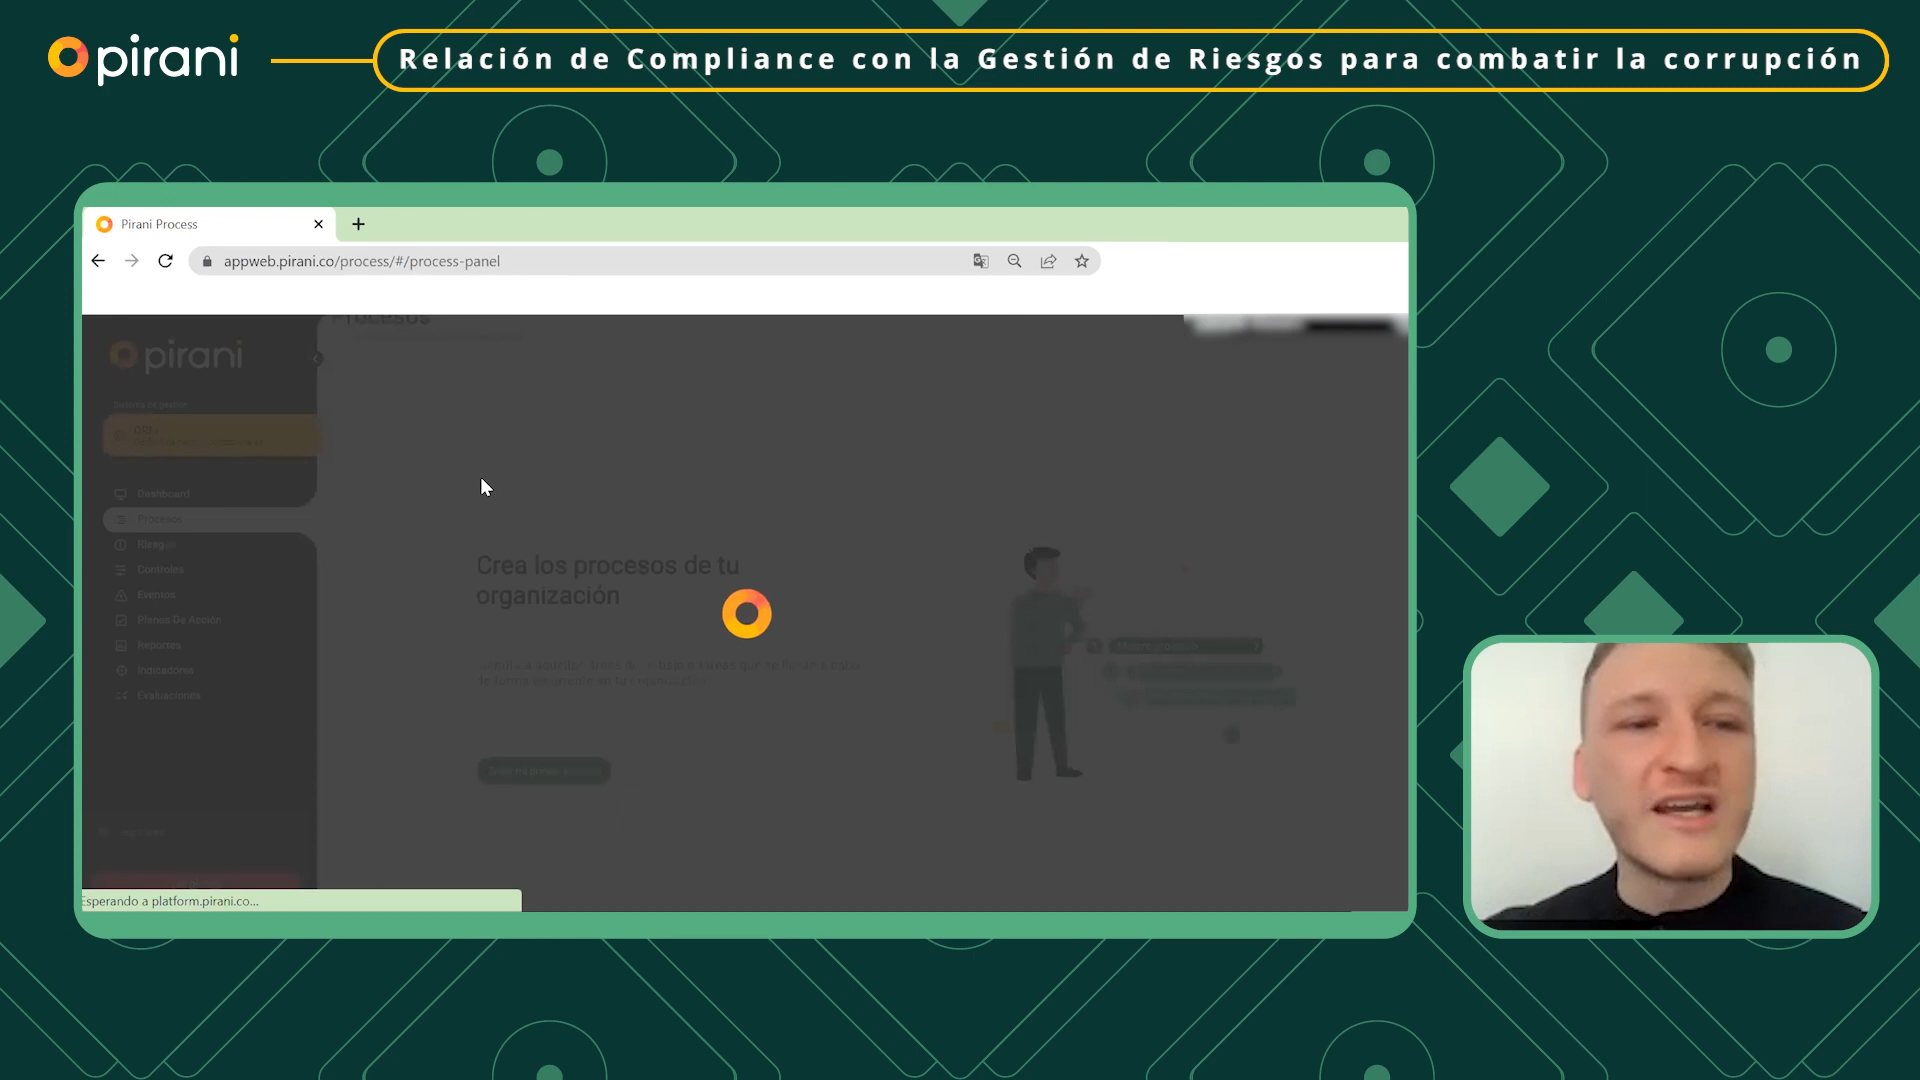 pirani
Relación de Compliance con la Gestión de Riesgos para combatir la corrupción
Pirani Process
appweb.pirani.co/process/#/process-panel
Procesos
pirani
Dashboard
Procesos
Riesgos
Controles
Eventos
Planes De Acción
Reportes
Indicadores
Evaluaciones
Crea los procesos de tu
organización
Esperando a platform.pirani.co...